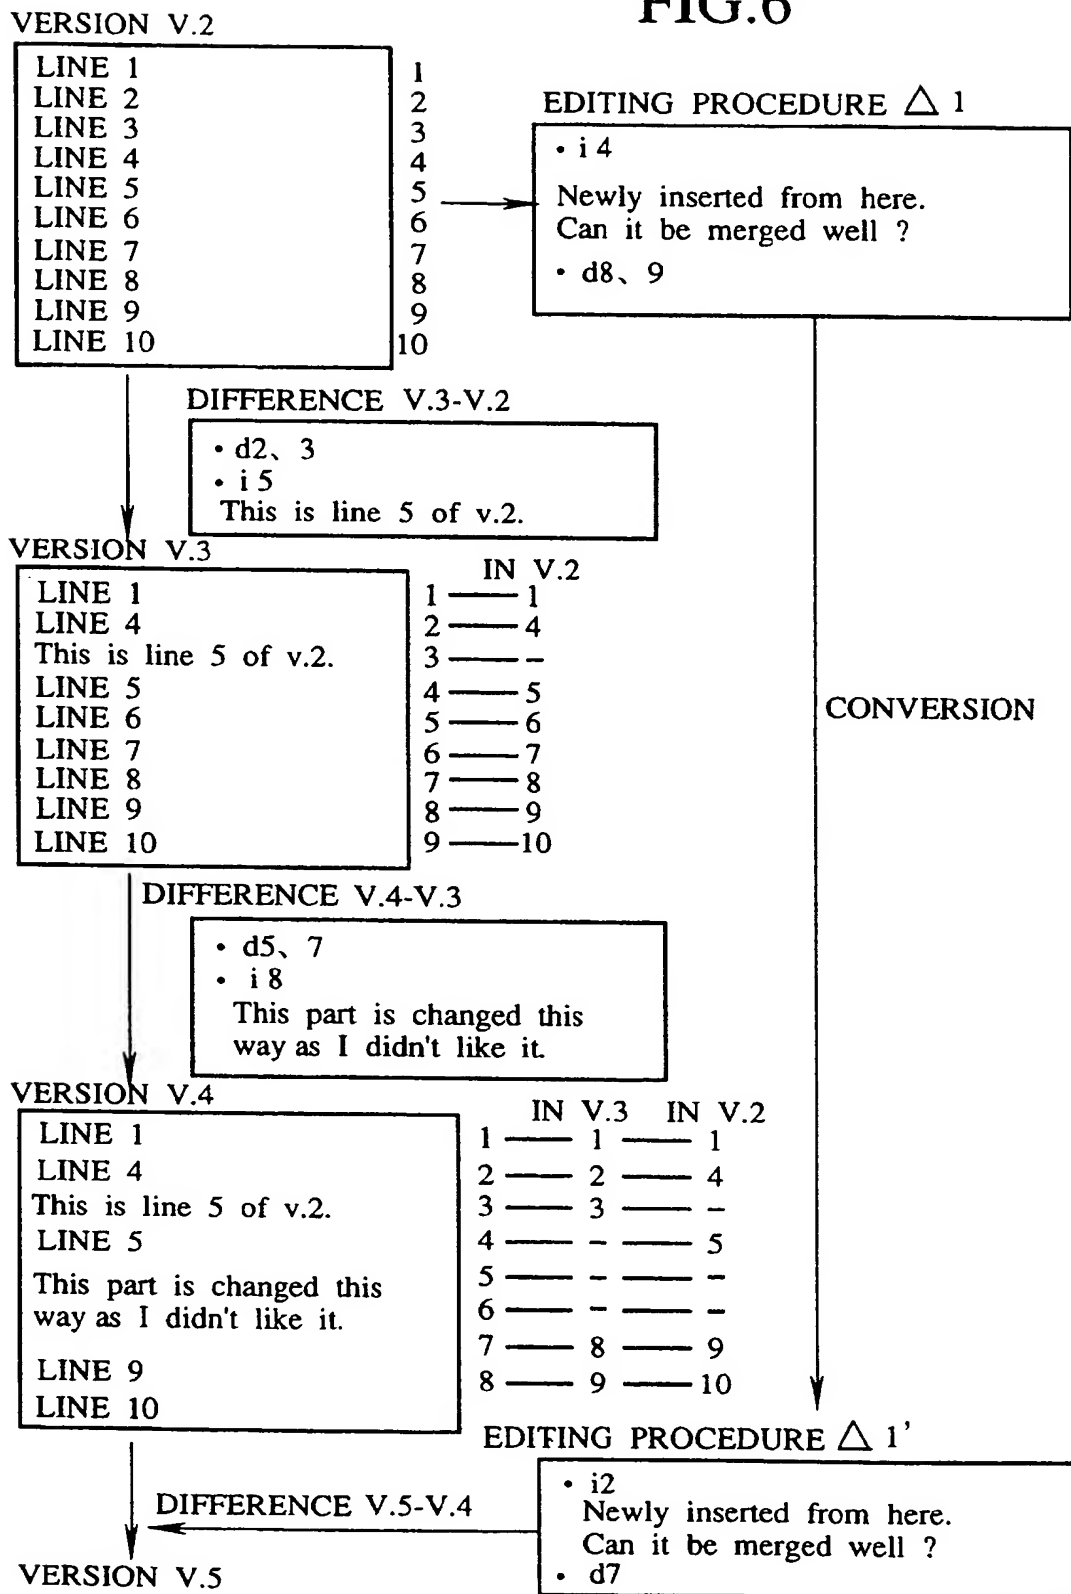 FIG.6
VERSION V.2
LINE 1 1
LINE 2 2
LINE 3 3
LINE 4 4
LINE 5 5
LINE 6 6
LINE 7 7
LINE 8 8
LINE 9 9
LINE 10 10
EDITING PROCEDURE △ 1
• i 4
Newly inserted from here.
Can it be merged well ?
• d8、 9
DIFFERENCE V.3-V.2
• d2、 3
• i 5
This is line 5 of v.2.
VERSION V.3
IN V.2
LINE 1 1 — 1
LINE 4 2 — 4
This is line 5 of v.2. 3 — –
LINE 5 4 — 5
LINE 6 5 — 6
LINE 7 6 — 7
LINE 8 7 — 8
LINE 9 8 — 9
LINE 10 9 — 10
CONVERSION
DIFFERENCE V.4-V.3
• d5、 7
• i 8
This part is changed this
way as I didn't like it.
VERSION V.4
IN V.3 IN V.2
LINE 1 1 — 1 — 1
LINE 4 2 — 2 — 4
This is line 5 of v.2. 3 — 3 — –
LINE 5 4 — – — 5
This part is changed this 5 — – — –
way as I didn't like it. 6 — – — –
LINE 9 7 — 8 — 9
LINE 10 8 — 9 — 10
EDITING PROCEDURE △ 1'
• i2
Newly inserted from here.
Can it be merged well ?
• d7
DIFFERENCE V.5-V.4
VERSION V.5